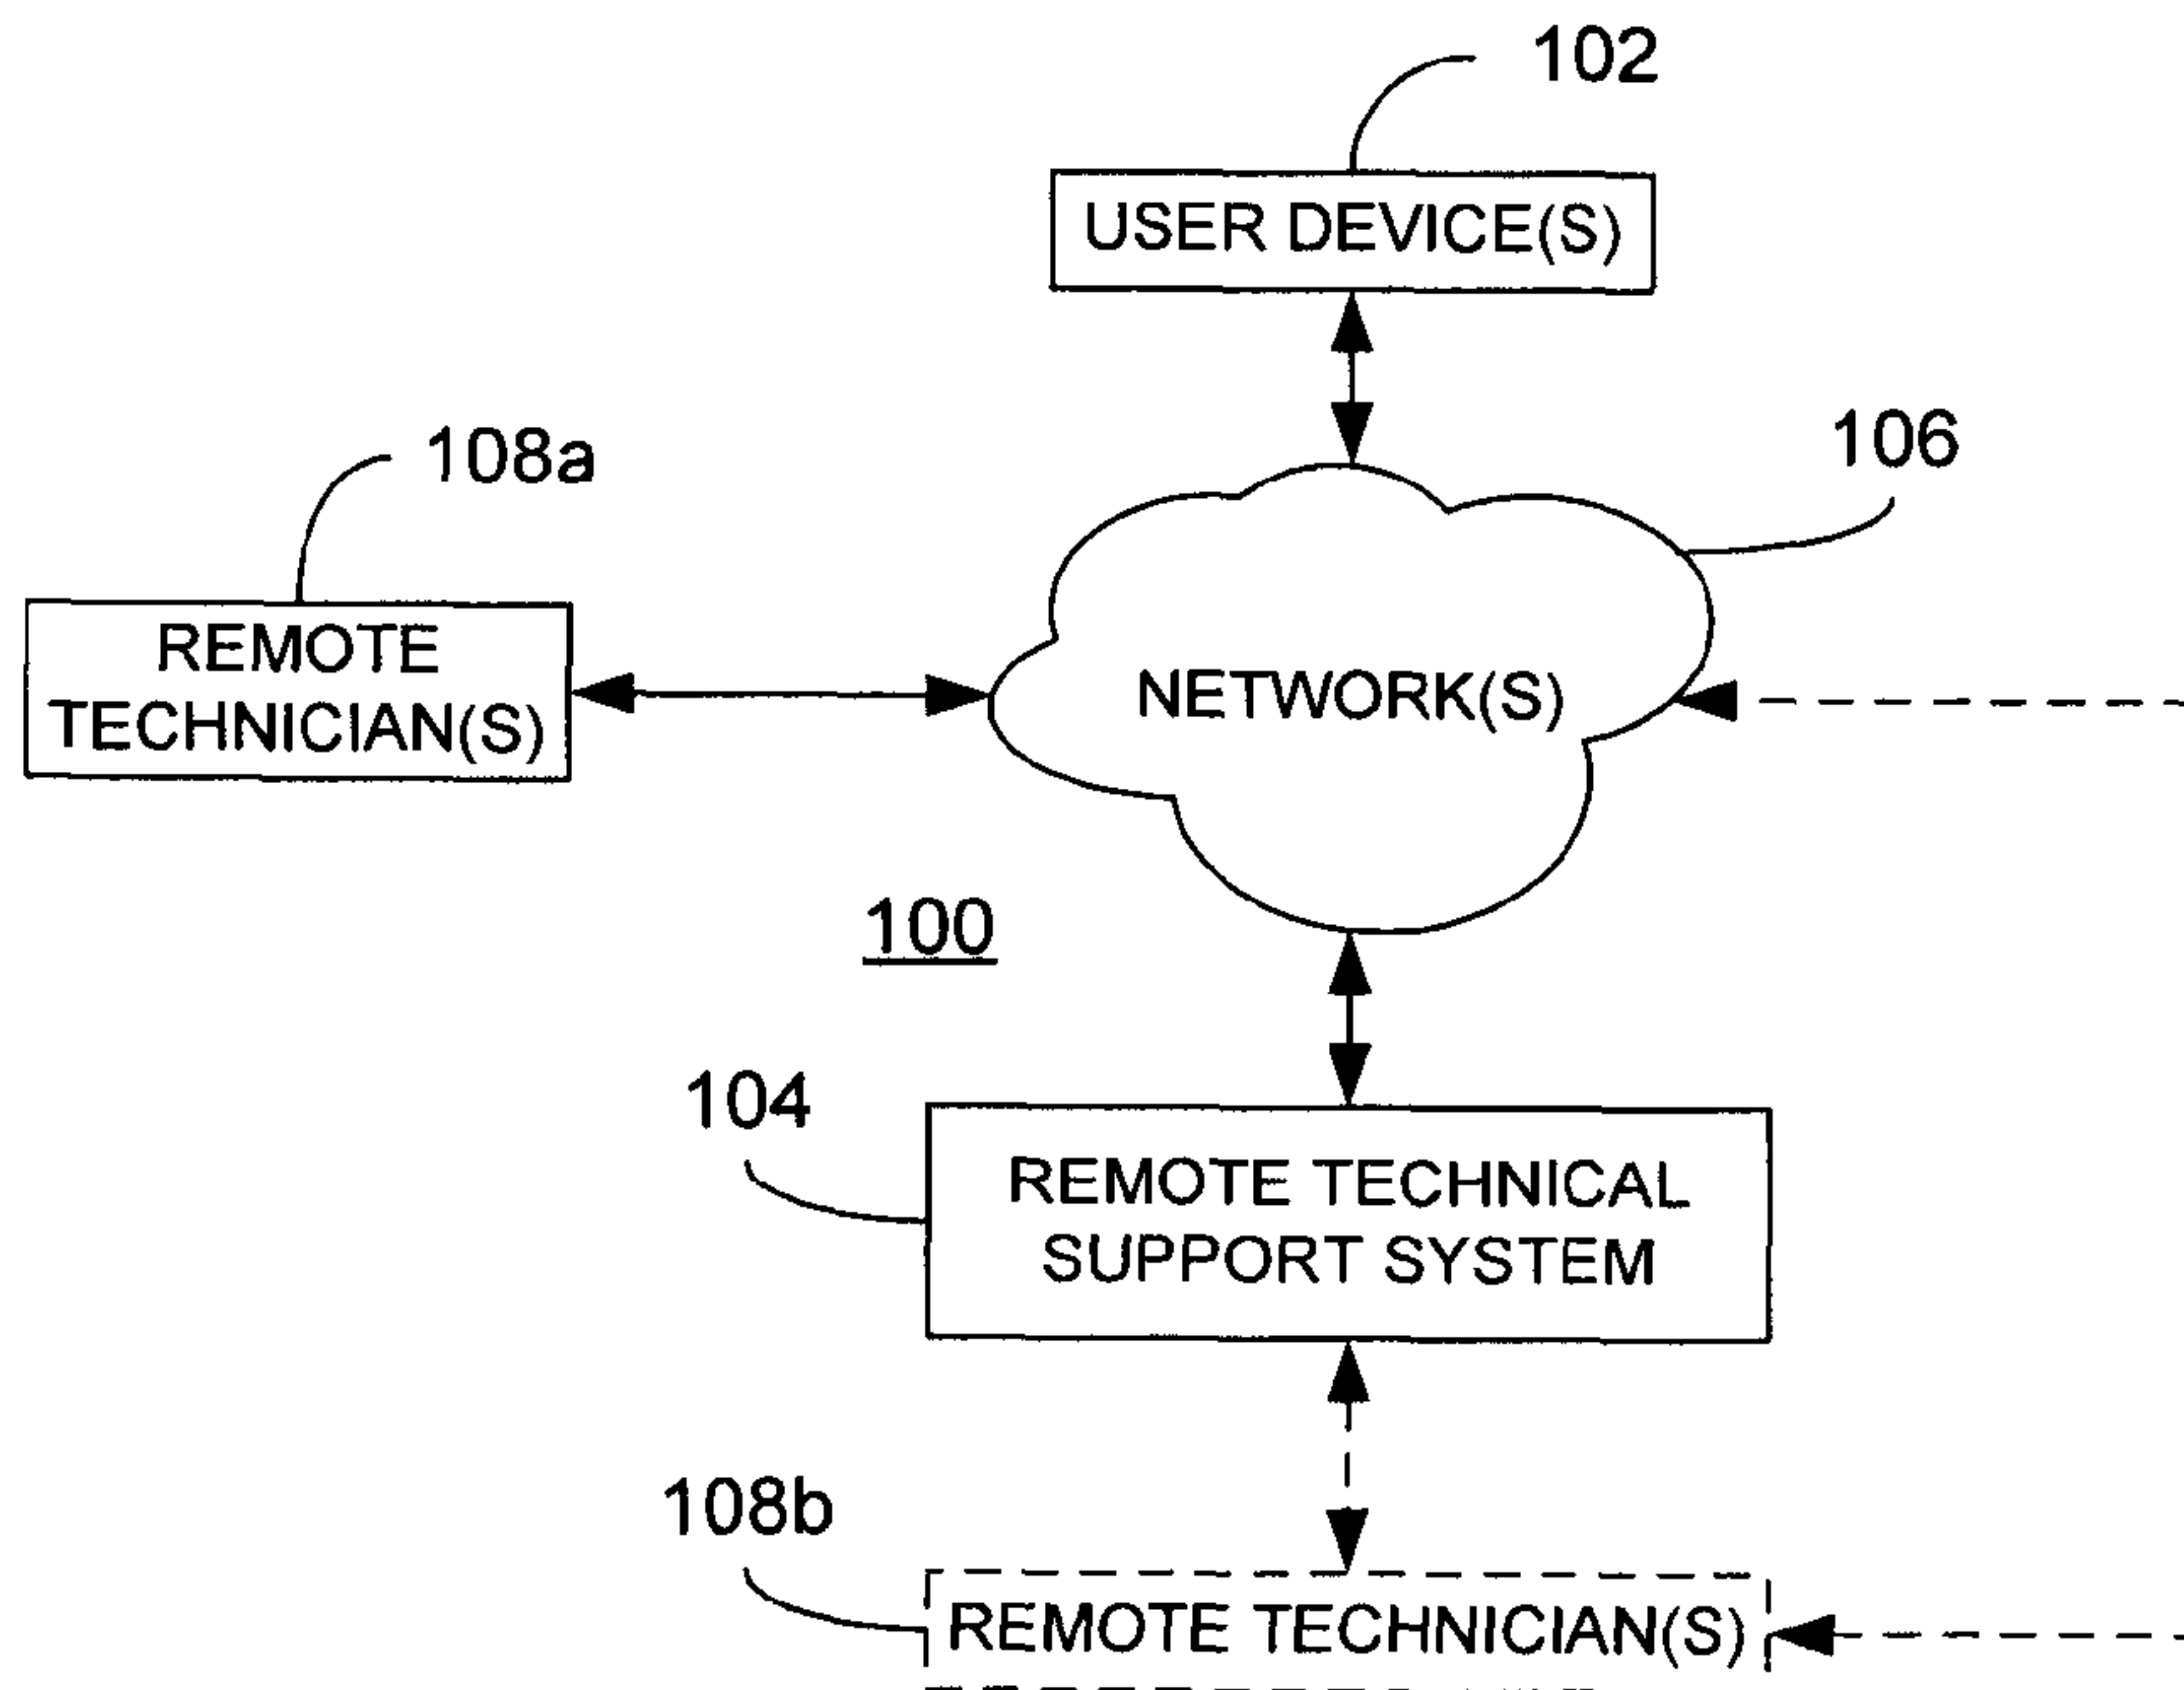 102
USER DEVICE(S)
106
108a
REMOTE
TECHNICIAN(S)
NETWORK(S)
100
104
REMOTE TECHNICAL
SUPPORT SYSTEM
108b
REMOTE TECHNICIAN(S)